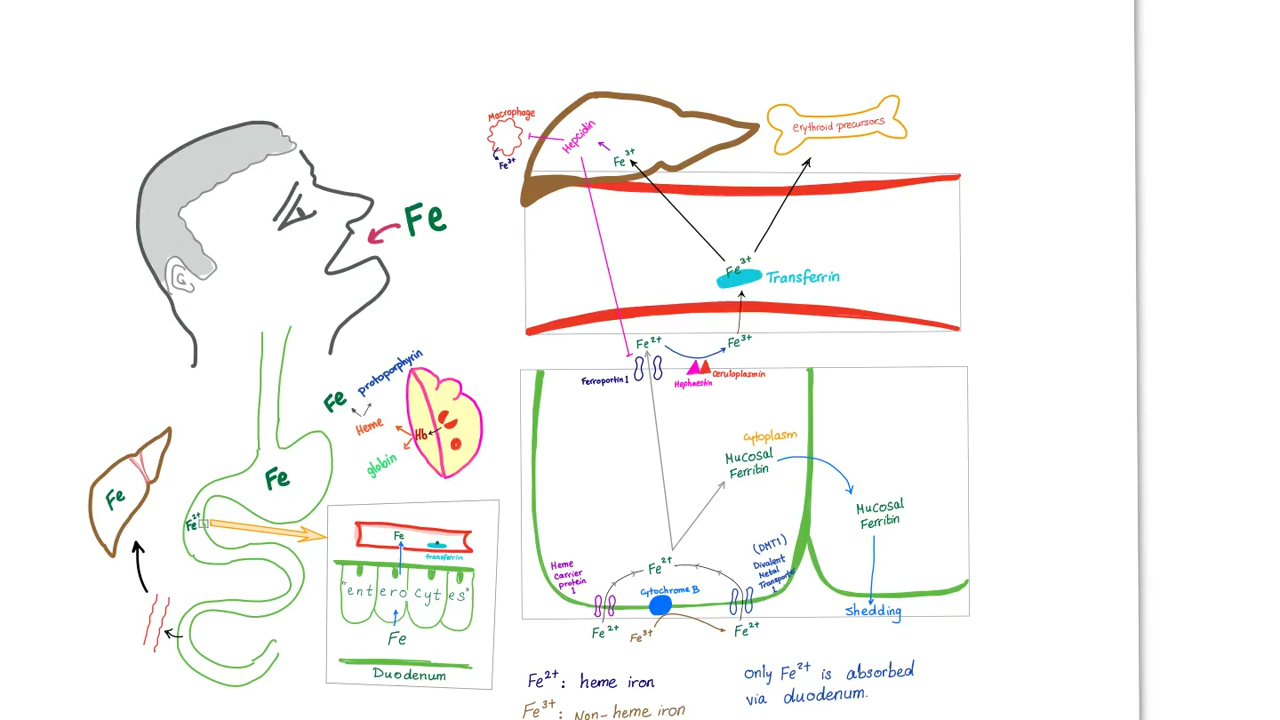 Macrophage
Fe³⁺
Hepcidin
Fe³⁺
erythroid precursors
Fe
Fe³⁺
Transferrin
Fe²⁺
Fe³⁺
Ferroportin 1
Hephaestin
Ceruloplasmin
protoporphyrin
Fe
Heme
Hb
globin
Fe
Fe
Fe²⁺
Cytoplasm
Mucosal
Ferritin
Mucosal
Ferritin
Shedding
Fe
transferrin
"enterocytes"
Fe
Duodenum
Heme
Carrier
protein
1
Fe²⁺
Cytochrome B
(DMT1)
Divalent
Metal
Transporter
1
Fe²⁺
Fe³⁺
Fe²⁺
Fe²⁺: heme iron
Fe³⁺: Non-heme iron
only Fe²⁺ is absorbed
via duodenum.